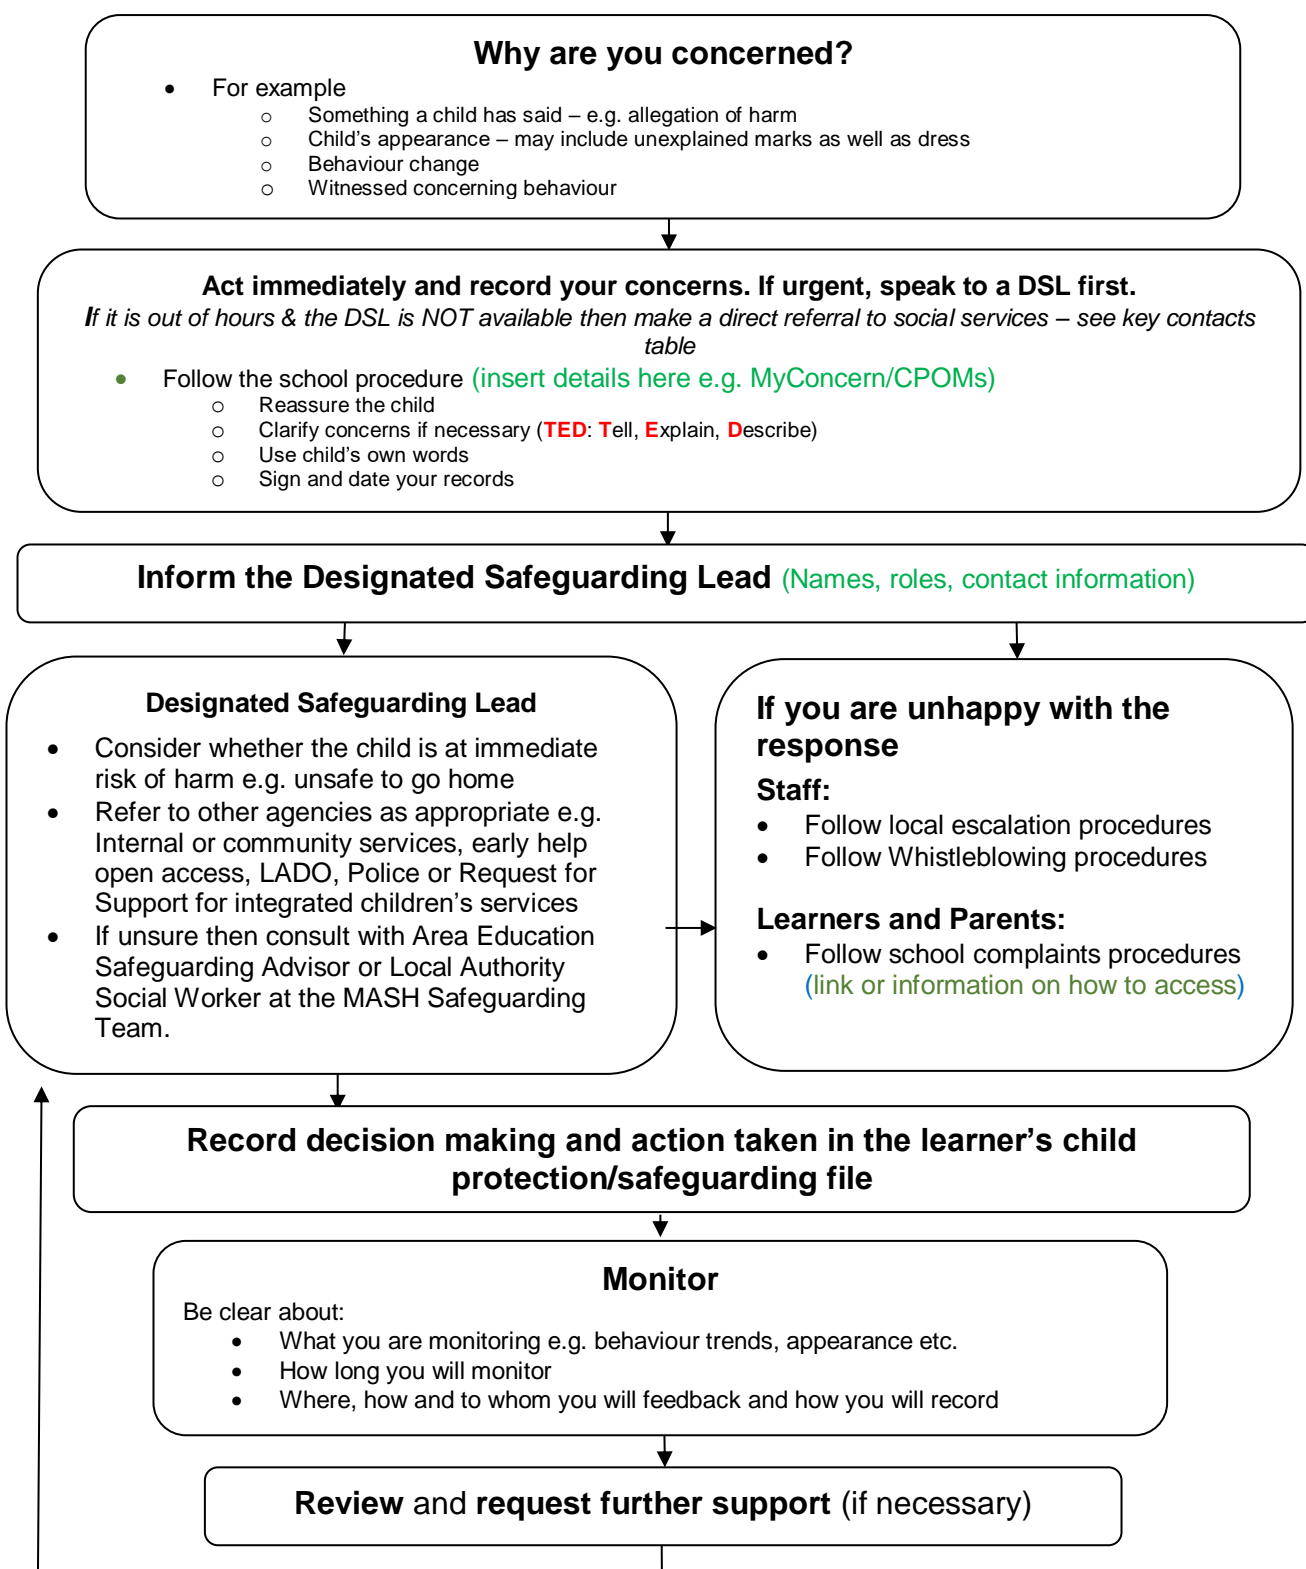 Why are you concerned?
• For example
o Something a child has said – e.g. allegation of harm
o Child’s appearance – may include unexplained marks as well as dress
o Behaviour change
o Witnessed concerning behaviour
Act immediately and record your concerns. If urgent, speak to a DSL first.
If it is out of hours & the DSL is NOT available then make a direct referral to social services – see key contacts
table
• Follow the school procedure (insert details here e.g. MyConcern/CPOMs)
o Reassure the child
o Clarify concerns if necessary (TED: Tell, Explain, Describe)
o Use child’s own words
o Sign and date your records
Inform the Designated Safeguarding Lead (Names, roles, contact information)
Designated Safeguarding Lead
• Consider whether the child is at immediate
risk of harm e.g. unsafe to go home
• Refer to other agencies as appropriate e.g.
Internal or community services, early help
open access, LADO, Police or Request for
Support for integrated children’s services
• If unsure then consult with Area Education
Safeguarding Advisor or Local Authority
Social Worker at the MASH Safeguarding
Team.
If you are unhappy with the
response
Staff:
• Follow local escalation procedures
• Follow Whistleblowing procedures
Learners and Parents:
• Follow school complaints procedures
(link or information on how to access)
Record decision making and action taken in the learner’s child
protection/safeguarding file
Monitor
Be clear about:
• What you are monitoring e.g. behaviour trends, appearance etc.
• How long you will monitor
• Where, how and to whom you will feedback and how you will record
Review and request further support (if necessary)